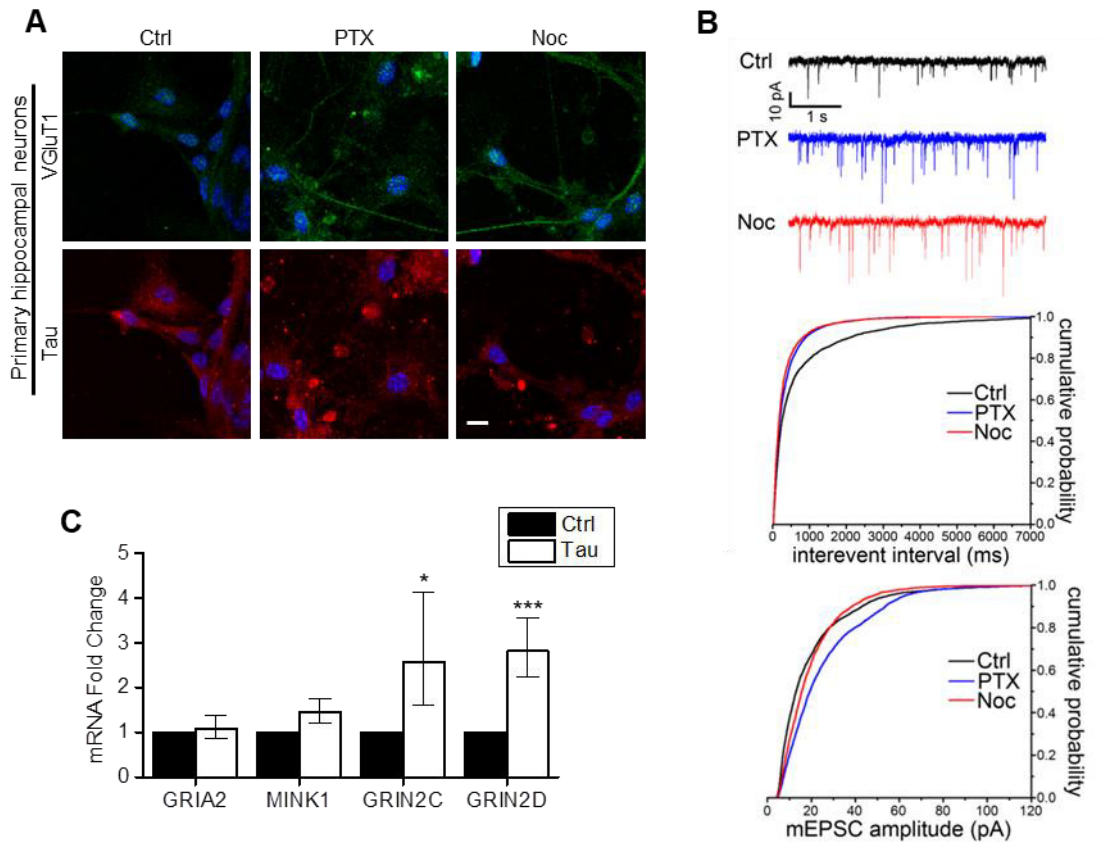 A
Ctrl
PTX
Noc
Primary hippocampal neurons
VGluT1
Tau
B
Ctrl
10 pA
1 s
PTX
Noc
1.0
0.8
0.6
0.4
0.2
0.0
cumulative probability
Ctrl
PTX
Noc
0 1000 2000 3000 4000 5000 6000 7000
interevent interval (ms)
1.0
0.8
0.6
0.4
0.2
0.0
cumulative probability
Ctrl
PTX
Noc
0 20 40 60 80 100 120
mEPSC amplitude (pA)
C
Ctrl
Tau
mRNA Fold Change
5
4
3
2
1
0
*
***
GRIA2 MINK1 GRIN2C GRIN2D